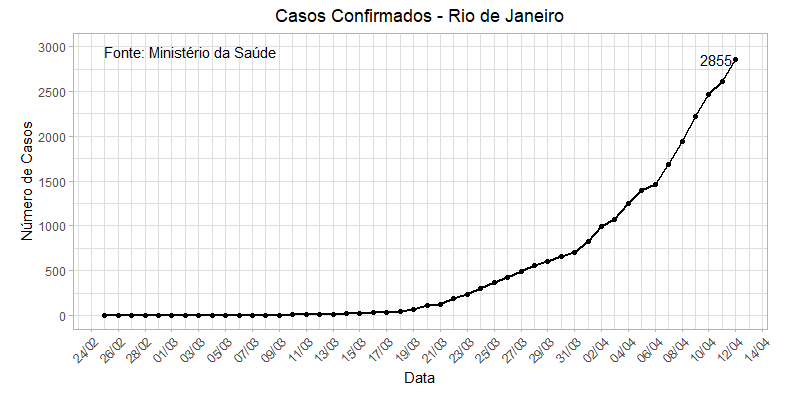 Casos Confirmados - Rio de Janeiro
Fonte: Ministério da Saúde
2855
Número de Casos
3000
2500
2000
1500
1000
500
0
24/02 26/02 28/02 01/03 03/03 05/03 07/03 09/03 11/03 13/03 15/03 17/03 19/03 21/03 23/03 25/03 27/03 29/03 31/03 02/04 04/04 06/04 08/04 10/04 12/04 14/04
Data